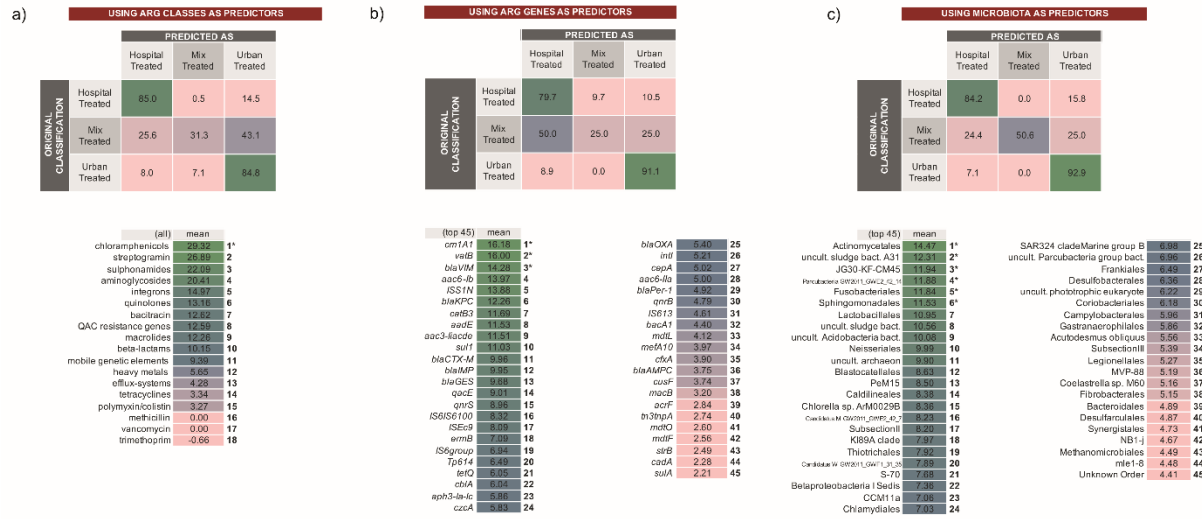 a)
USING ARG CLASSES AS PREDICTORS
PREDICTED AS
Hospital Treated
Mix Treated
Urban Treated
ORIGINAL CLASSIFICATION
Hospital Treated 85.0 0.5 14.5
Mix Treated 25.6 31.3 43.1
Urban Treated 8.0 7.1 84.8
(all) mean
chloramphenicols 29.32 1*
streptogramin 26.89 2
sulphonamides 22.09 3
aminoglycosides 20.41 4
integrons 14.97 5
quinolones 13.16 6
bacitracin 12.82 7
QAC resistance genes 12.59 8
macrolides 12.26 9
beta-lactams 10.15 10
mobile genetic elements 9.39 11
heavy metals 5.65 12
efflux-systems 4.28 13
tetracyclines 3.34 14
polymyxin/colistin 3.27 15
methicillin 0.00 16
vancomycin 0.00 17
trimethoprim -0.66 18
b)
USING ARG GENES AS PREDICTORS
PREDICTED AS
Hospital Treated
Mix Treated
Urban Treated
ORIGINAL CLASSIFICATION
Hospital Treated 79.7 9.7 10.5
Mix Treated 50.0 25.0 25.0
Urban Treated 8.9 0.0 91.1
(top 45) mean
cm1A1 16.18 1*
vatB 16.00 2*
blaVIM 14.28 3*
aac6-Ib 13.97 4
ISS1N 13.88 5
blaKPC 12.26 6
catB3 11.69 7
aadE 11.53 8
aac3-Iiacde 11.51 9
sul1 11.03 10
blaCTX-M 9.96 11
blaIMP 9.95 12
blaGES 9.68 13
qacE 9.01 14
qnrS 8.96 15
IS6IS6100 8.32 16
ISEc9 8.09 17
ermB 7.09 18
IS6group 6.94 19
Tp614 6.49 20
tetQ 6.05 21
cblA 6.04 22
aph3-Ia-Ic 5.86 23
czcA 5.83 24
blaOXA 5.40 25
intI 5.21 26
cepA 5.02 27
aac6-IIa 5.00 28
blaPer-1 4.92 29
qnrB 4.79 30
IS613 4.61 31
bacA1 4.40 32
mdtL 4.12 33
mefA10 3.97 34
cfxA 3.90 35
blaAMPC 3.75 36
cusF 3.74 37
macB 3.20 38
acrF 2.84 39
tn3tnpA 2.74 40
mdtO 2.60 41
mdtF 2.56 42
strB 2.49 43
cadA 2.28 44
sulA 2.21 45
c)
USING MICROBIOTA AS PREDICTORS
PREDICTED AS
Hospital Treated
Mix Treated
Urban Treated
ORIGINAL CLASSIFICATION
Hospital Treated 84.2 0.0 15.8
Mix Treated 24.4 50.6 25.0
Urban Treated 7.1 0.0 92.9
(top 45) mean
Actinomycetales 14.47 1*
uncult. sludge bact. A31 12.31 2*
JG30-KF-CM45 11.94 3*
Parcubacteria GW2011_GWC2_42_11 11.88 4*
Fusobacteriales 11.84 5*
Sphingomonadales 11.53 6*
Lactobacillales 10.95 7
uncult. sludge bact. 10.56 8
uncult. Acidobacteria bact. 10.08 9
Neisseriales 9.99 10
uncult. archaeon 9.90 11
Blastocatellales 8.63 12
PeM15 8.50 13
Caldilineales 8.38 14
Chlorella sp. ArM0029B 8.36 15
8.23 16
SubsectionII 8.20 17
KI89A clade 7.97 18
Thiotrichales 7.92 19
7.89 20
S-70 7.68 21
Betaproteobacteria I Sedis 7.38 22
CCM11a 7.06 23
Chlamydiales 7.03 24
SAR324 cladeMarine group B 6.98 25
uncult. Parcubacteria group bact. 6.96 26
Frankiales 6.49 27
Desulfobacterales 6.36 28
uncult. phototrophic eukaryote 6.22 29
Coriobacteriales 6.18 30
Campylobacterales 5.96 31
Gastranaerophilales 5.86 32
Acutodesmus obliquus 5.56 33
SubsectionIII 5.39 34
Legionellales 5.27 35
MVP-88 5.19 36
Coelastrella sp. M60 5.16 37
Fibrobacterales 5.15 38
Bacteroidales 4.89 39
Desulfarculales 4.87 40
Synergistales 4.73 41
NB1-j 4.67 42
Methanomicrobiales 4.49 43
mle1-8 4.48 44
Unknown Order 4.41 45